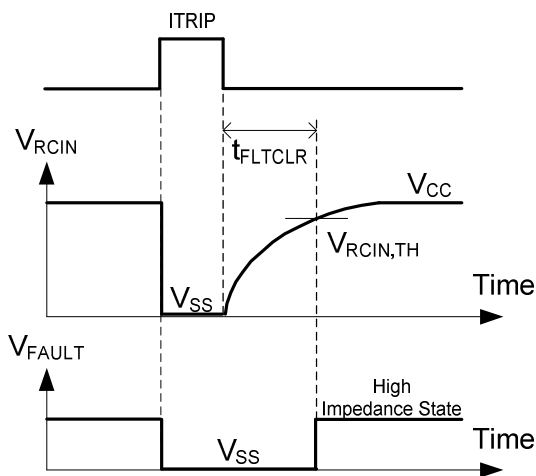 ITRIP
VRCIN
tFLTCLR
VCC
VRCIN,TH
VSS
Time
VFAULT
High
Impedance State
VSS
Time